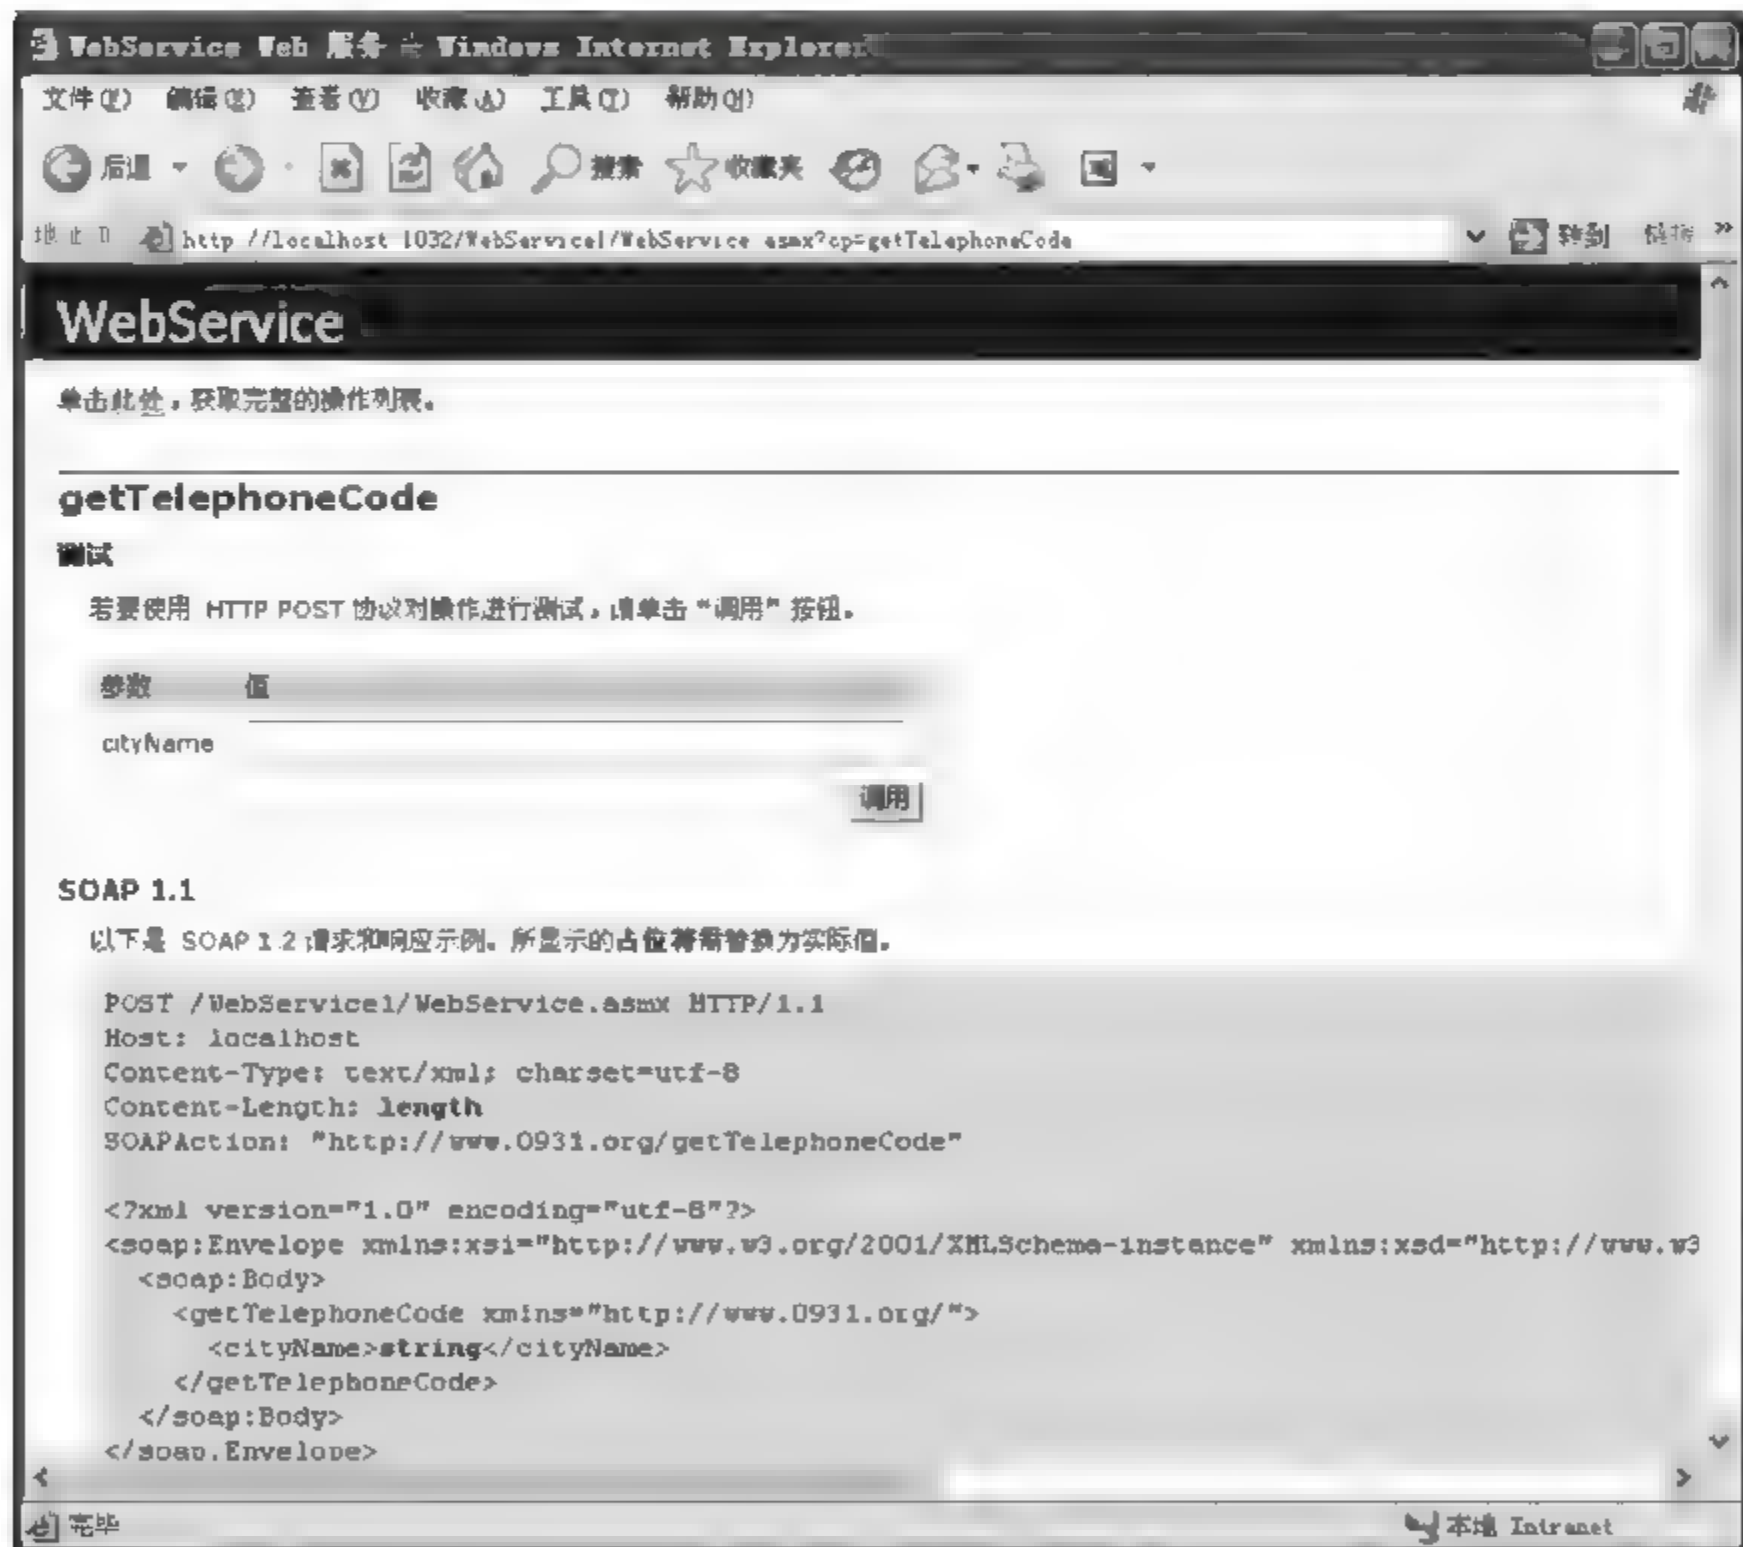 WebService Web 服务 - Windows Internet Explorer
文件(F) 编辑(E) 查看(V) 收藏(A) 工具(T) 帮助(H)
后退 搜索 收藏夹
地址(D) http://localhost:1032/WebService1/WebService.asmx?op=getTelephoneCode 转到 链接 »
WebService
单击此处，获取完整的操作列表。
getTelephoneCode
测试
若要使用 HTTP POST 协议对操作进行测试，请单击“调用”按钮。
参数 值
cityName
调用
SOAP 1.1
以下是 SOAP 1.2 请求和响应示例。所显示的占位符需替换为实际值。
POST /WebService1/WebService.asmx HTTP/1.1
Host: localhost
Content-Type: text/xml; charset=utf-8
Content-Length: length
SOAPAction: "http://www.0931.org/getTelephoneCode"
<?xml version="1.0" encoding="utf-8"?>
<soap:Envelope xmlns:xsi="http://www.w3.org/2001/XMLSchema-instance" xmlns:xsd="http://www.w3
<soap:Body>
<getTelephoneCode xmlns="http://www.0931.org/">
<cityName>string</cityName>
</getTelephoneCode>
</soap:Body>
</soap:Envelope>
完毕 本地 Intranet